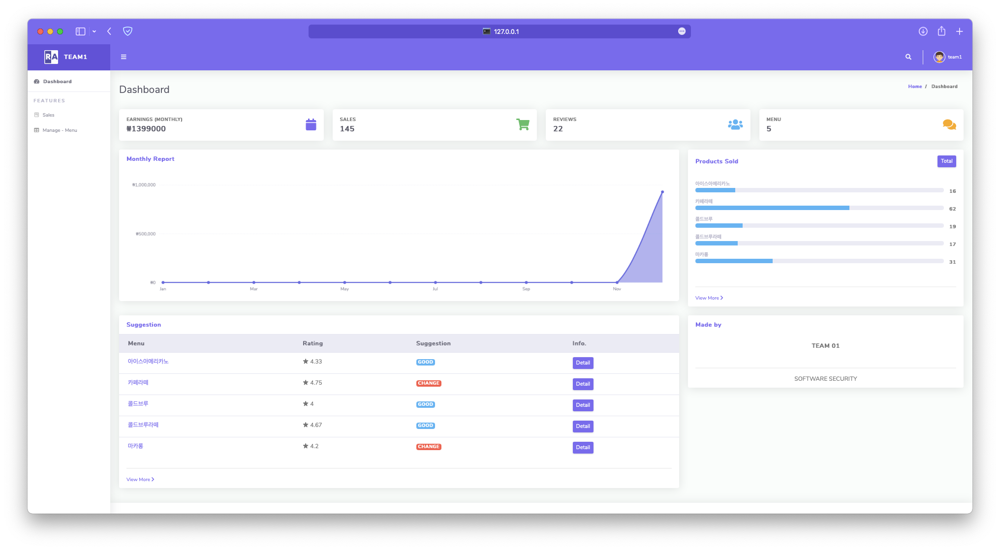 127.0.0.1
RA TEAM1
team1
Dashboard
FEATURES
Sales
Manage - Menu
Dashboard
Home / Dashboard
EARNINGS (MONTHLY)
₩1399000
SALES
145
REVIEWS
22
MENU
5
Monthly Report
₩1,000,000
₩500,000
₩0
Jan Mar May Jul Sep Nov
Products Sold
Total
아이스아메리카노
16
카페라떼
62
콜드브루
19
콜드브루라떼
17
마카롱
31
View More
Suggestion
Menu Rating Suggestion Info.
아이스아메리카노 4.33 GOOD Detail
카페라떼 4.75 CHANGE Detail
콜드브루 4 GOOD Detail
콜드브루라떼 4.67 GOOD Detail
마카롱 4.2 CHANGE Detail
View More
Made by
TEAM 01
SOFTWARE SECURITY